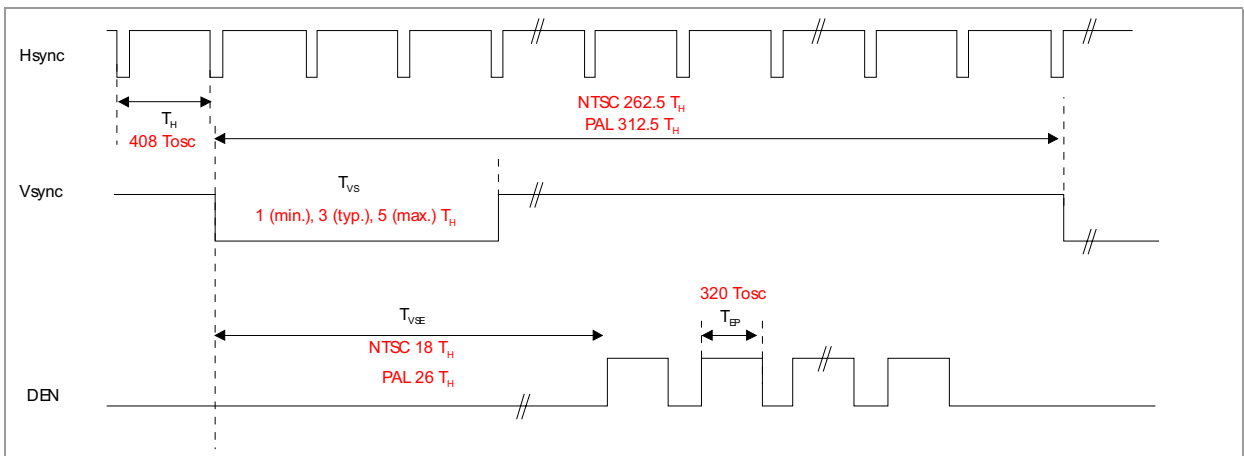 Hsync
T_H
408 Tosc
NTSC 262.5 T_H
PAL 312.5 T_H
Vsync
T_VS
1 (min.), 3 (typ.), 5 (max.) T_H
320 Tosc
T_VSE
T_EP
NTSC 18 T_H
PAL 26 T_H
DEN